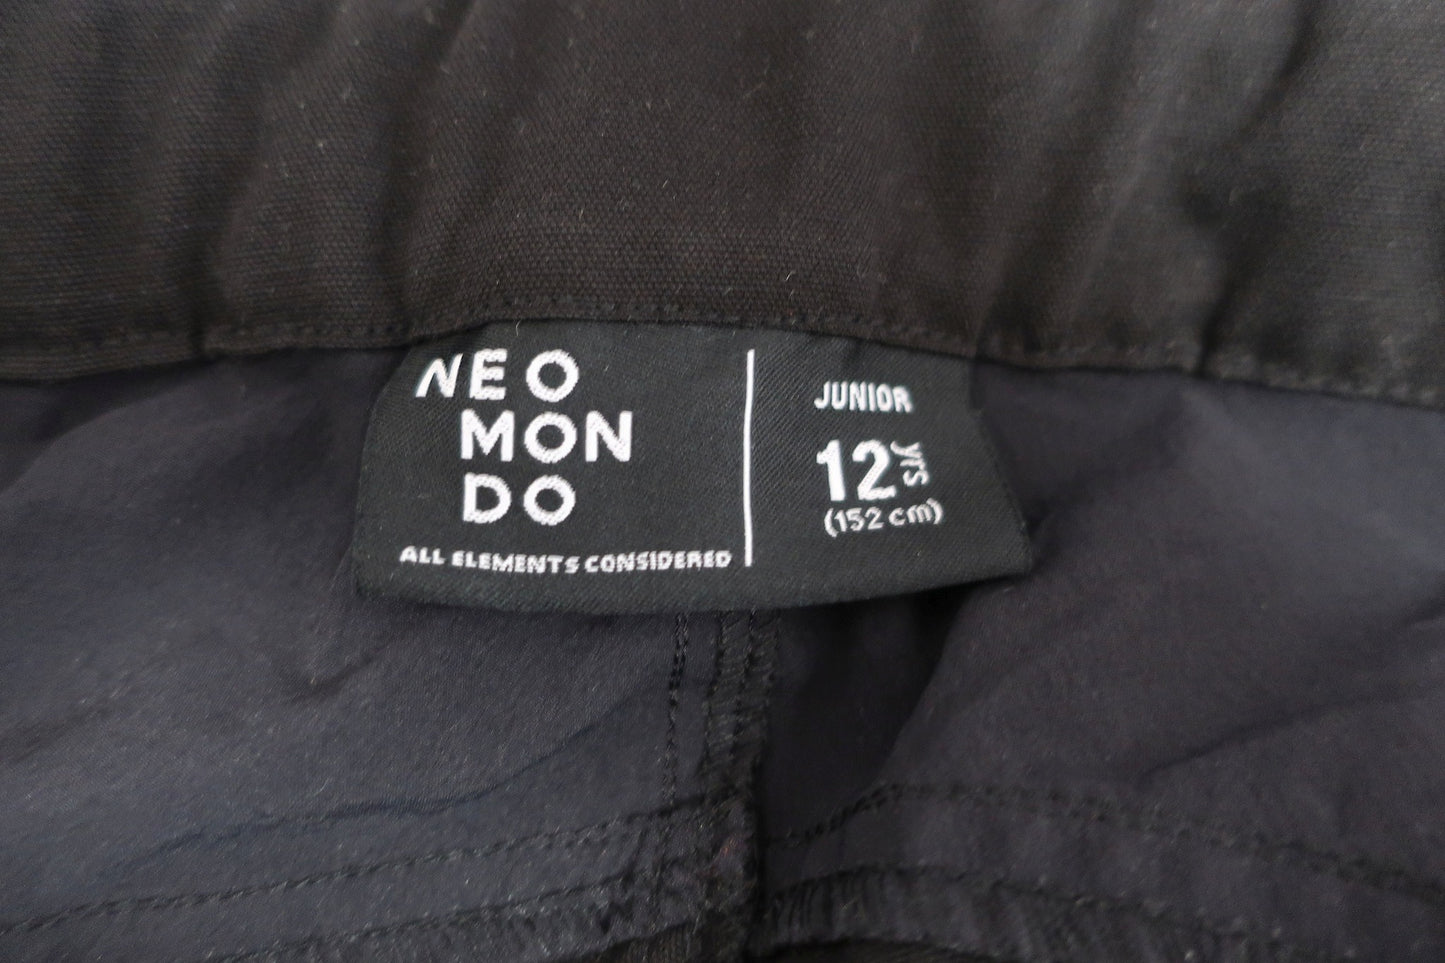 NEO
MON
DO
ALL ELEMENTS CONSIDERED
JUNIOR
12 yrs
(152 cm)